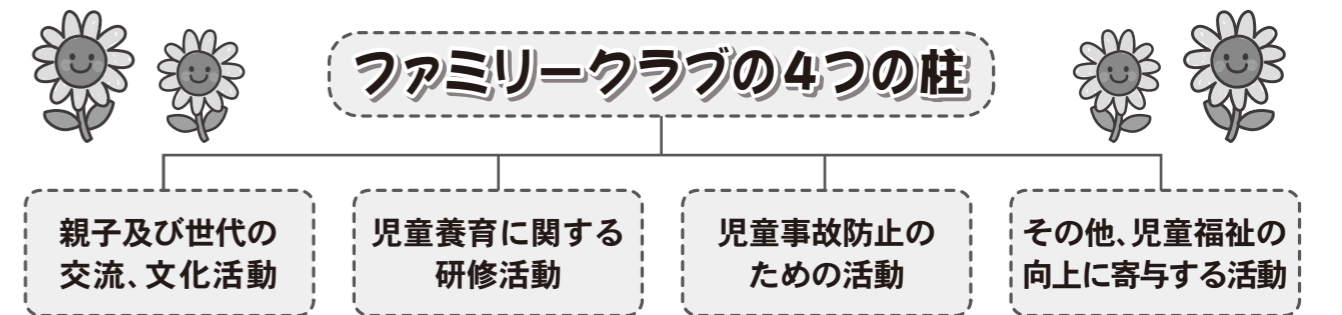 ファミリークラブの4つの柱
親子及び世代の
交流、文化活動
児童養育に関する
研修活動
児童事故防止の
ための活動
その他、児童福祉の
向上に寄与する活動